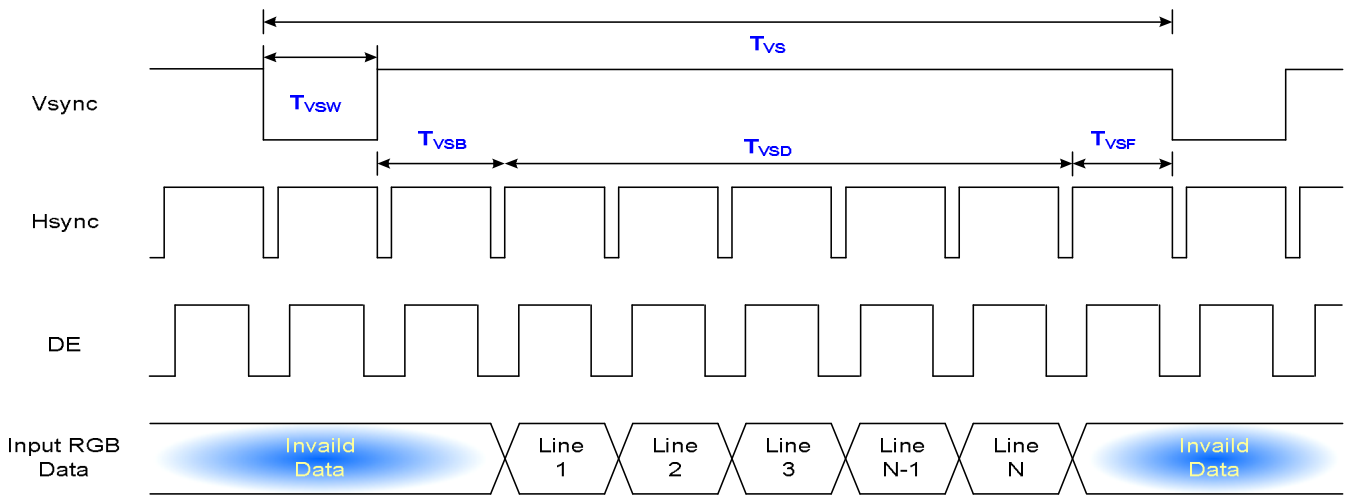 TVS
Vsync
TVSW
TVSB
TVSD
TVSF
Hsync
DE
Input RGB
Data
Invaild
Data
Line
1
Line
2
Line
3
Line
N-1
Line
N
Invaild
Data